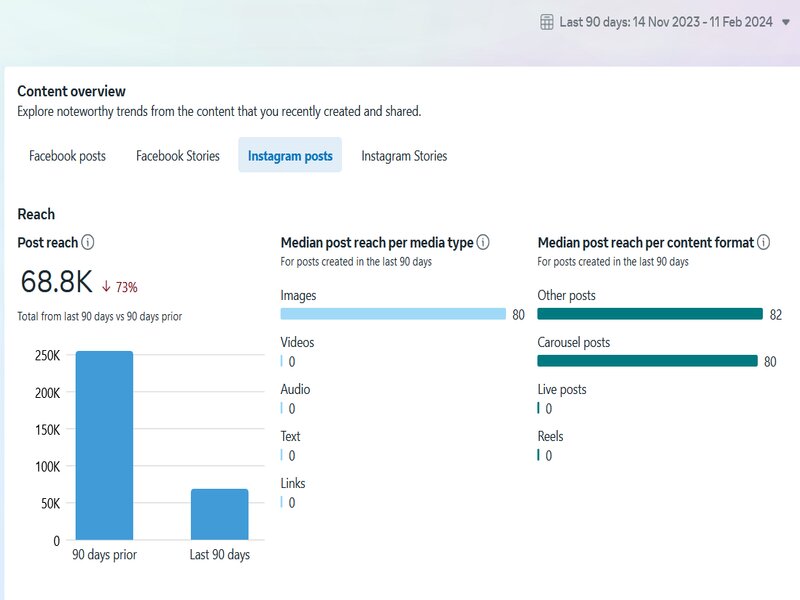 Last 90 days: 14 Nov 2023 - 11 Feb 2024
Content overview
Explore noteworthy trends from the content that you recently created and shared.
Facebook posts
Facebook Stories
Instagram posts
Instagram Stories
Reach
Post reach
68.8K
73%
Total from last 90 days vs 90 days prior
250K
200K
150K
100K
50K
0
90 days prior
Last 90 days
Median post reach per media type
For posts created in the last 90 days
Images
80
Videos
0
Audio
0
Text
0
Links
0
Median post reach per content format
For posts created in the last 90 days
Other posts
82
Carousel posts
80
Live posts
0
Reels
0